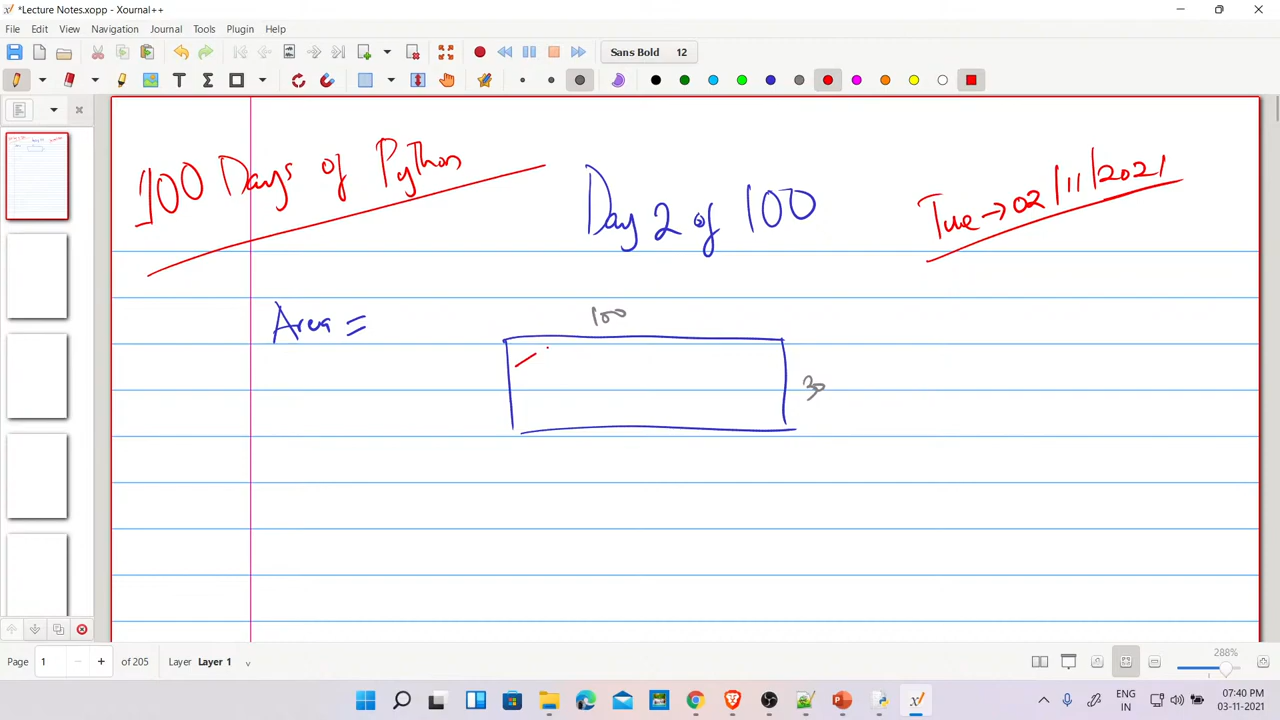 *Lecture Notes.xopp - Xournal++
File Edit View Navigation Journal Tools Plugin Help
Sans Bold 12
100 Days of Python
Day 2 of 100
Tue → 02/11/2021
Area =
100
30
Page 1 of 205 Layer Layer 1
288%
ENG
IN
07:40 PM
03-11-2021